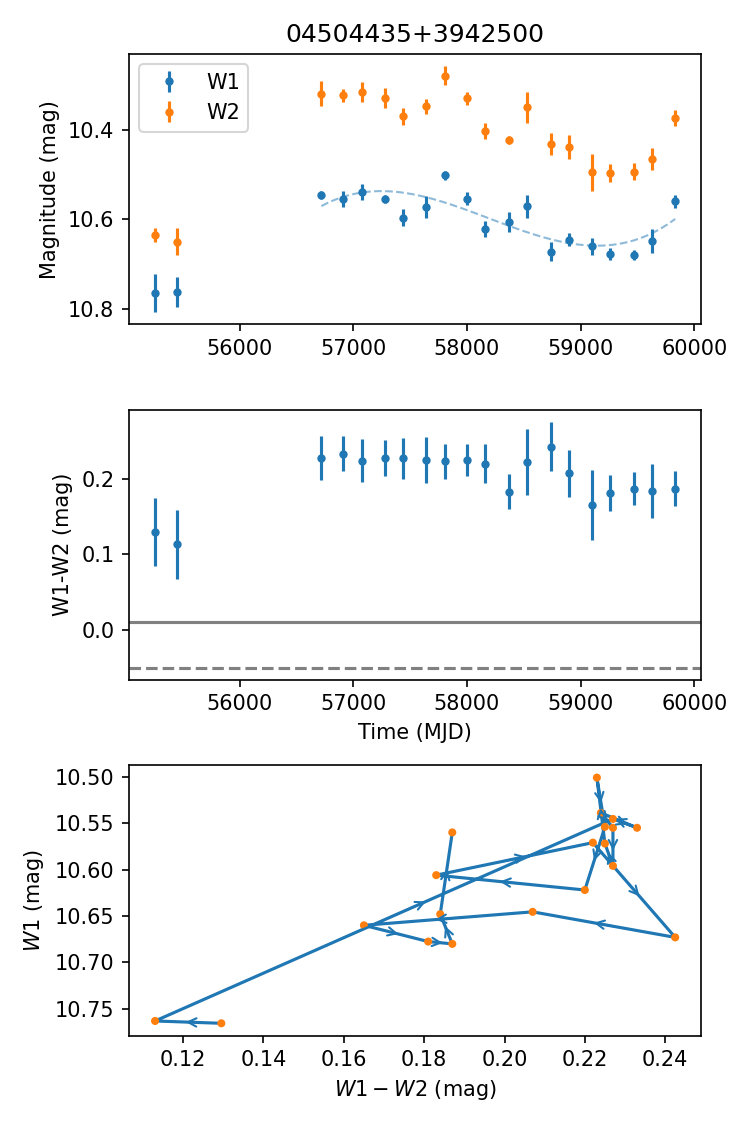 04504435+3942500
W1
W2
Magnitude (mag)
10.4
10.6
10.8
56000 57000 58000 59000 60000
W1-W2 (mag)
0.2
0.1
0.0
56000 57000 58000 59000 60000
Time (MJD)
W1 (mag)
10.50
10.55
10.60
10.65
10.70
10.75
0.12 0.14 0.16 0.18 0.20 0.22 0.24
W1 − W2 (mag)